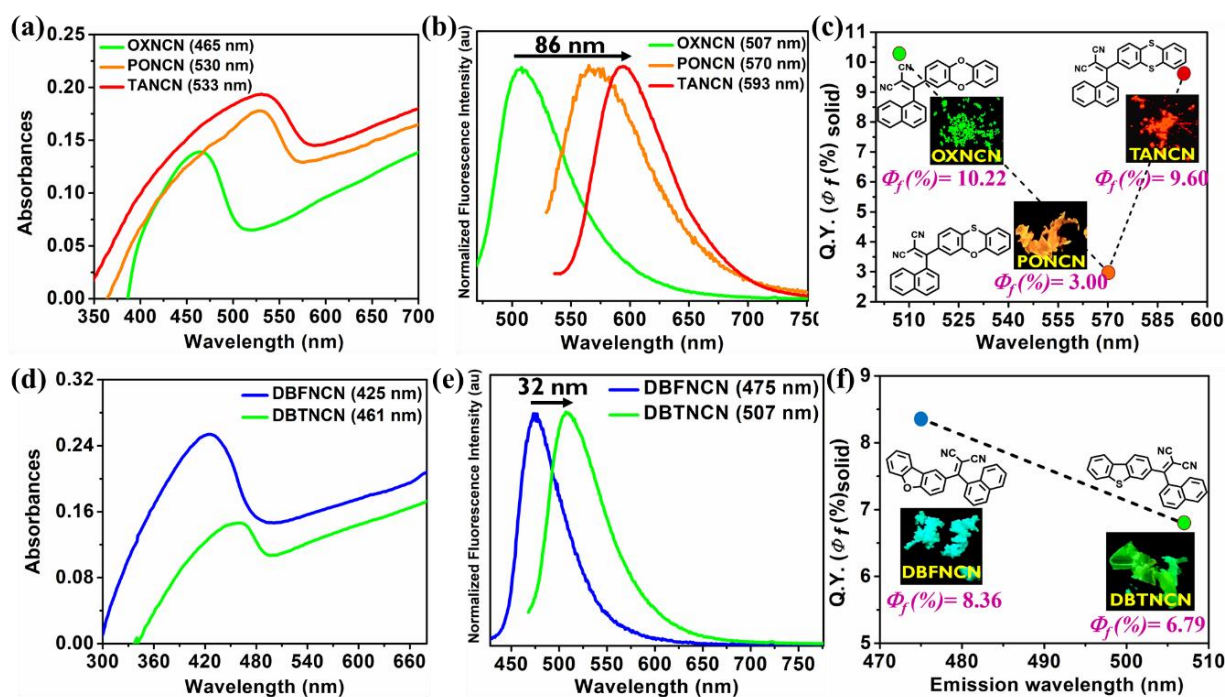 (a)
0.25
0.20
0.15
0.10
0.05
0.00
Absorbances
OXNCN (465 nm)
PONCN (530 nm)
TANCN (533 nm)
350 400 450 500 550 600 650 700
Wavelength (nm)
(b)
86 nm
OXNCN (507 nm)
PONCN (570 nm)
TANCN (593 nm)
Normalized Fluorescence Intensity (au)
500 550 600 650 700 750
Wavelength (nm)
(c)
11
10
9
8
7
6
5
4
3
2
Q.Y. (Φf (%) solid)
CN
NC
O
O
OXNCN
Φf(%)= 10.22
CN
NC
S
S
TANCN
Φf(%)= 9.60
CN
NC
S
O
PONCN
Φf(%)= 3.00
510 525 540 555 570 585 600
Wavelength (nm)
(d)
0.32
0.24
0.16
0.08
0.00
Absorbances
DBFNCN (425 nm)
DBTNCN (461 nm)
300 360 420 480 540 600 660
Wavelength (nm)
(e)
32 nm
DBFNCN (475 nm)
DBTNCN (507 nm)
Normalized Fluorescence Intensity (au)
450 500 550 600 650 700 750
Wavelength (nm)
(f)
9
8
7
6
5
4
Q.Y. (Φf (%)solid)
NC
CN
O
DBFNCN
Φf(%)= 8.36
NC
CN
S
DBTNCN
Φf(%)= 6.79
470 480 490 500 510
Emission wavelength (nm)